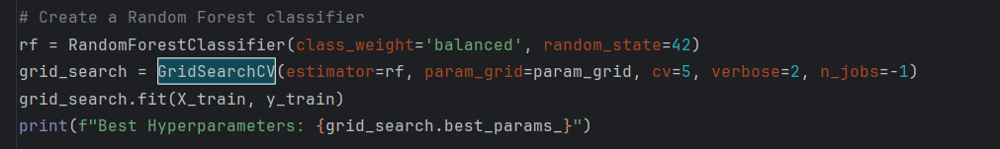 # Create a Random Forest classifier
rf = RandomForestClassifier(class_weight='balanced', random_state=42)
grid_search = GridSearchCV(estimator=rf, param_grid=param_grid, cv=5, verbose=2, n_jobs=-1)
grid_search.fit(X_train, y_train)
print(f"Best Hyperparameters: {grid_search.best_params_}")